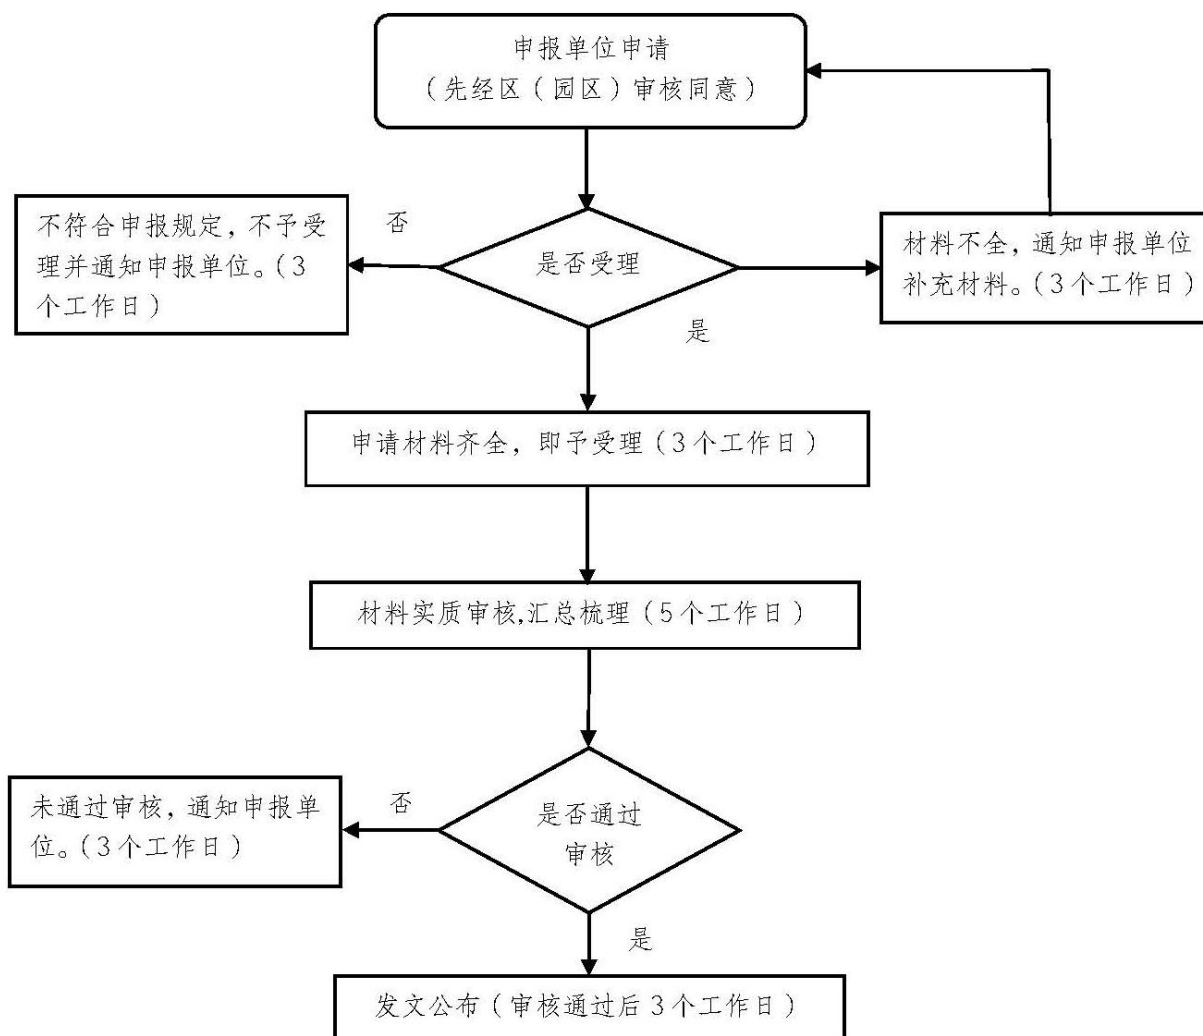 申报单位申请
（先经区（园区）审核同意）
不符合申报规定，不予受
理并通知申报单位。（3
个工作日）
否
是否受理
材料不全，通知申报单位
补充材料。（3个工作日）
是
申请材料齐全，即予受理（3个工作日）
材料实质审核,汇总梳理（5个工作日）
未通过审核，通知申报单
位。（3个工作日）
否
是否通过
审核
是
发文公布（审核通过后3个工作日）